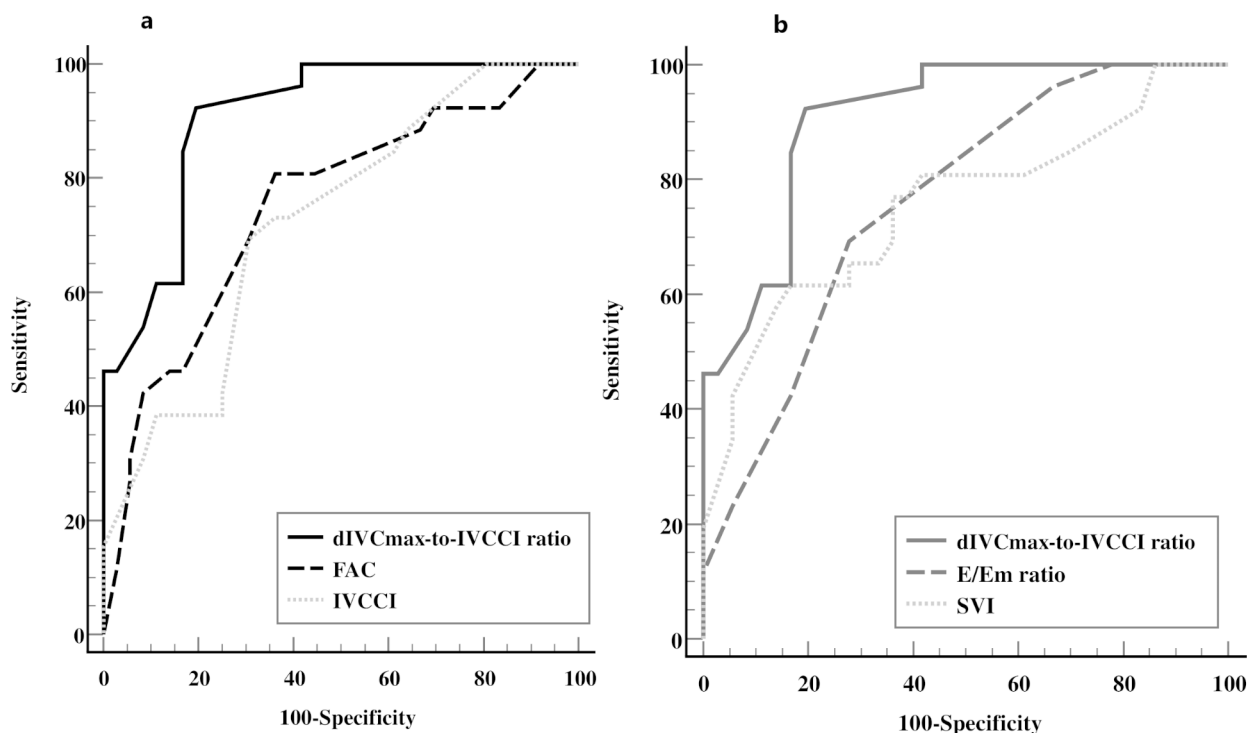 a
100
80
60
40
20
0
Sensitivity
dIVCmax-to-IVCCI ratio
FAC
IVCCI
0 20 40 60 80 100
100-Specificity
b
100
80
60
40
20
0
Sensitivity
dIVCmax-to-IVCCI ratio
E/Em ratio
SVI
0 20 40 60 80 100
100-Specificity